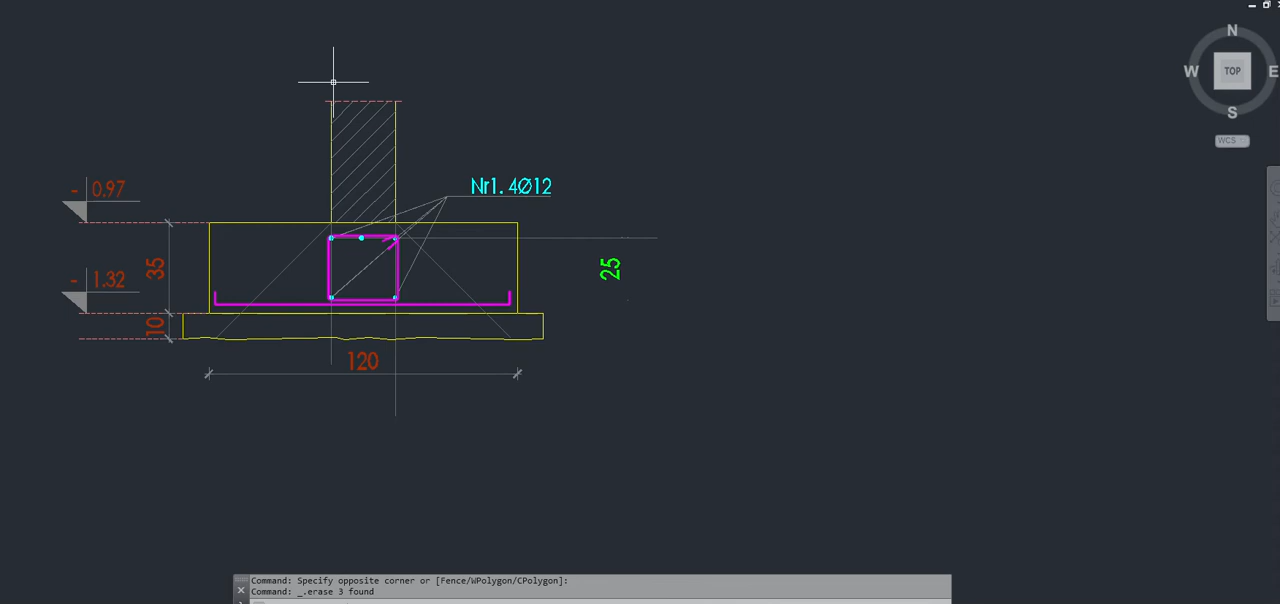 N
W
TOP
E
S
WCS
- 0.97
Nr1. 4Ø12
35
25
- 1.32
10
120
Command: Specify opposite corner or [Fence/WPolygon/CPolygon]:
Command: _.erase 3 found